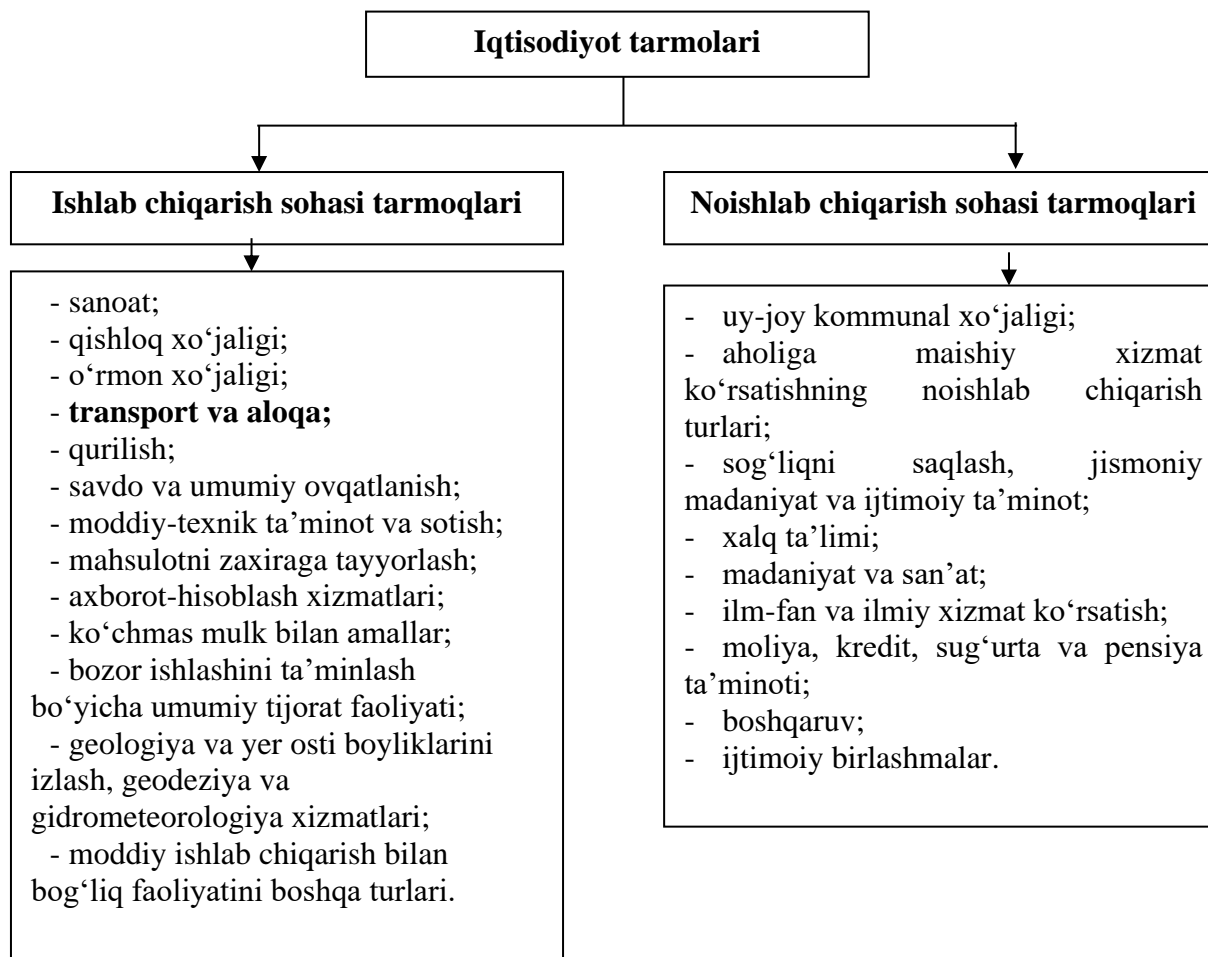 Iqtisodiyot tarmolari
Ishlab chiqarish sohasi tarmoqlari
- sanoat;
- qishloq xo‘jaligi;
- o‘rmon xo‘jaligi;
- transport va aloqa;
- qurilish;
- savdo va umumiy ovqatlanish;
- moddiy-texnik ta’minot va sotish;
- mahsulotni zaxiraga tayyorlash;
- axborot-hisoblash xizmatlari;
- ko‘chmas mulk bilan amallar;
- bozor ishlashini ta’minlash
bo‘yicha umumiy tijorat faoliyati;
- geologiya va yer osti boyliklarini
izlash, geodeziya va
gidrometeorologiya xizmatlari;
- moddiy ishlab chiqarish bilan
bog‘liq faoliyatini boshqa turlari.
Noishlab chiqarish sohasi tarmoqlari
- uy-joy kommunal xo‘jaligi;
- aholiga maishiy xizmat
ko‘rsatishning noishlab chiqarish
turlari;
- sog‘liqni saqlash, jismoniy
madaniyat va ijtimoiy ta’minot;
- xalq ta’limi;
- madaniyat va san’at;
- ilm-fan va ilmiy xizmat ko‘rsatish;
- moliya, kredit, sug‘urta va pensiya
ta’minoti;
- boshqaruv;
- ijtimoiy birlashmalar.